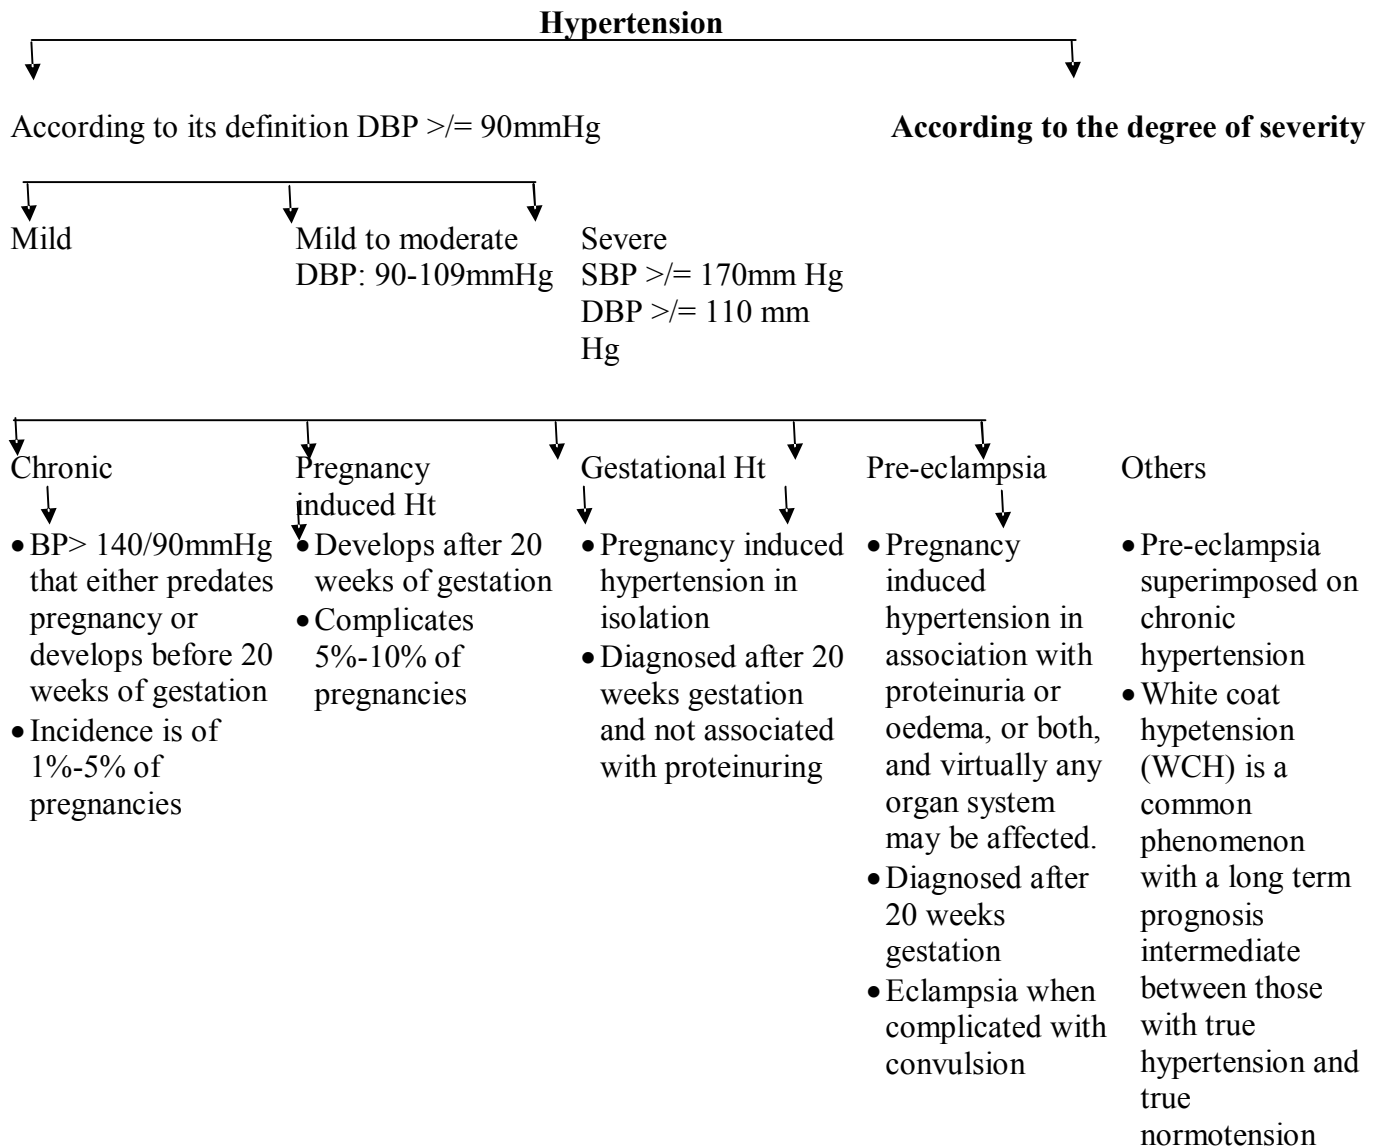 Hypertension
According to its definition DBP >/= 90mmHg
According to the degree of severity
Mild
Mild to moderate
DBP: 90-109mmHg
Severe
SBP >/= 170mm Hg
DBP >/= 110 mm
Hg
Chronic
• BP> 140/90mmHg
that either predates
pregnancy or
develops before 20
weeks of gestation
• Incidence is of
1%-5% of
pregnancies
Pregnancy
induced Ht
• Develops after 20
weeks of gestation
• Complicates
5%-10% of
pregnancies
Gestational Ht
• Pregnancy induced
hypertension in
isolation
• Diagnosed after 20
weeks gestation
and not associated
with proteinuring
Pre-eclampsia
• Pregnancy
induced
hypertension in
association with
proteinuria or
oedema, or both,
and virtually any
organ system
may be affected.
• Diagnosed after
20 weeks
gestation
• Eclampsia when
complicated with
convulsion
Others
• Pre-eclampsia
superimposed on
chronic
hypertension
• White coat
hypetension
(WCH) is a
common
phenomenon
with a long term
prognosis
intermediate
between those
with true
hypertension and
true
normotension